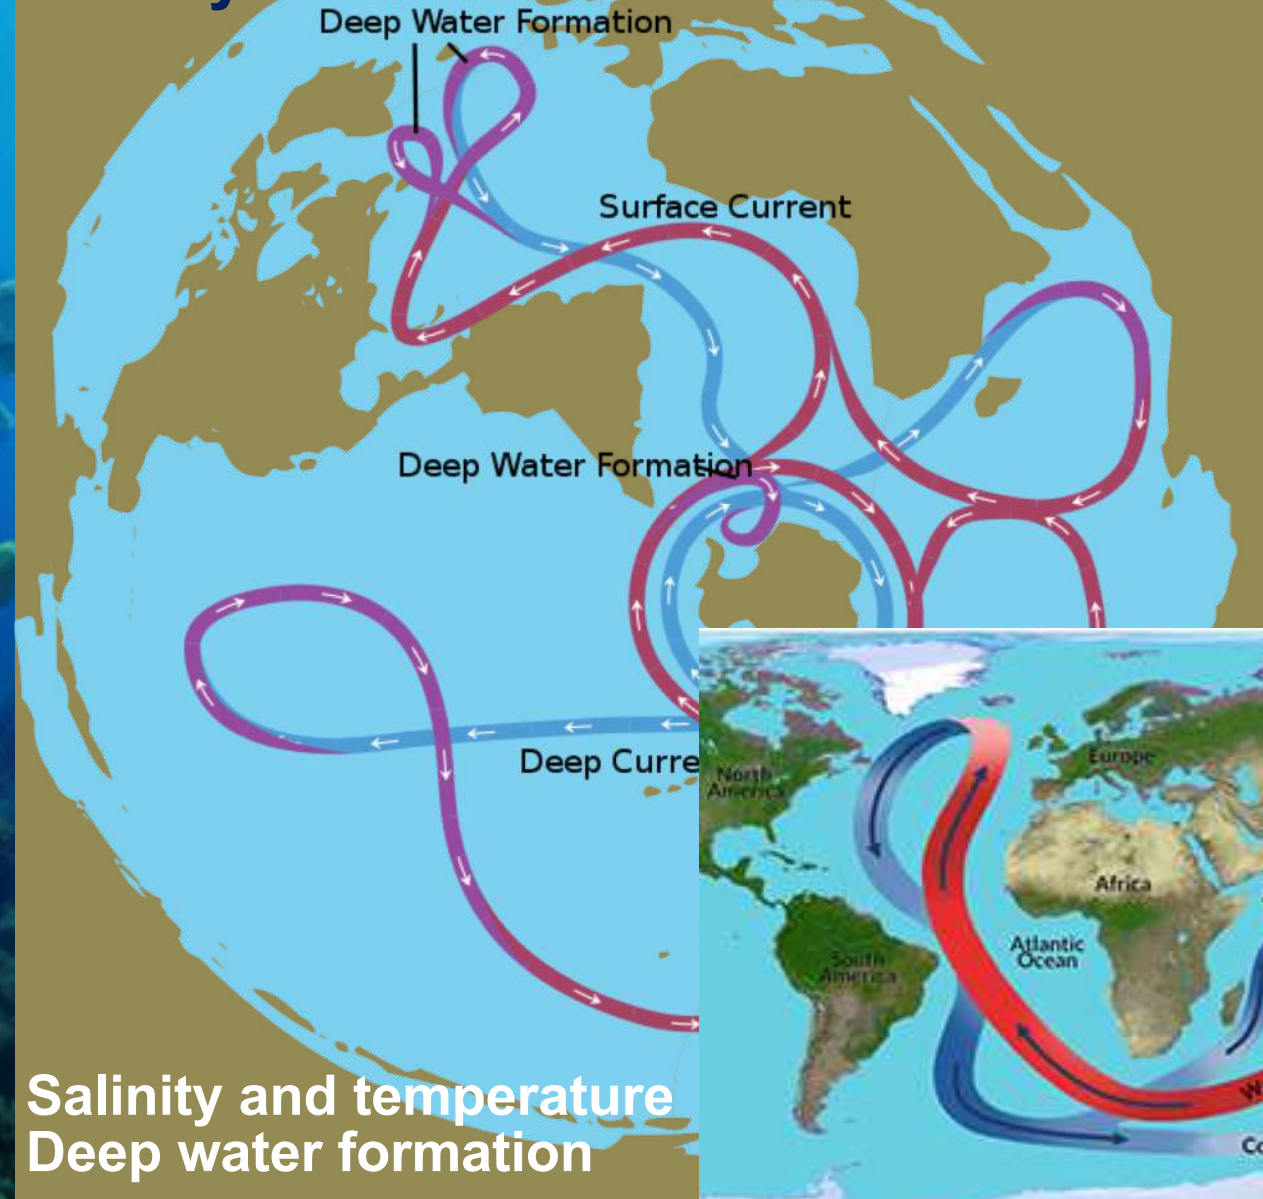 Deep Water Formation
Surface Current
Deep Water Formation
Deep Curre
North
America
Europe
Africa
Atlantic
Ocean
South
America
Salinity and temperature
Deep water formation